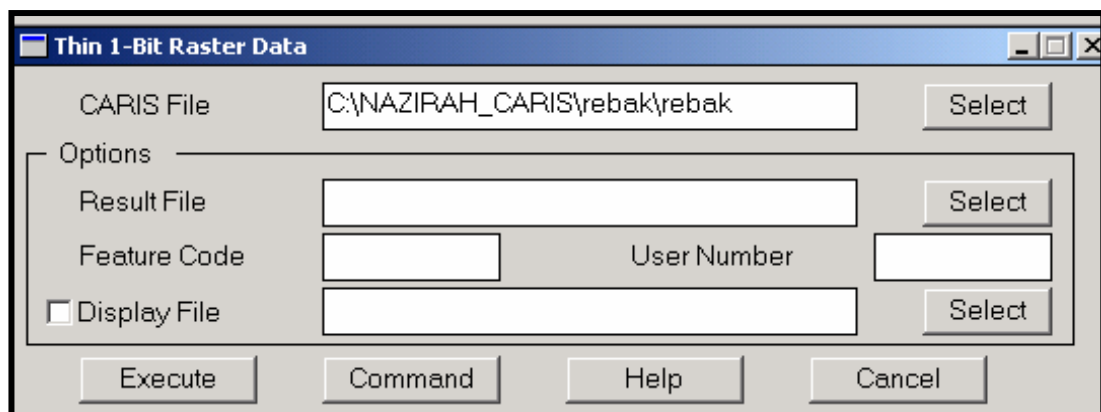 Thin 1-Bit Raster Data
CARIS File C:\NAZIRAH_CARIS\rebak\rebak Select
Options
Result File Select
Feature Code User Number
Display File Select
Execute Command Help Cancel